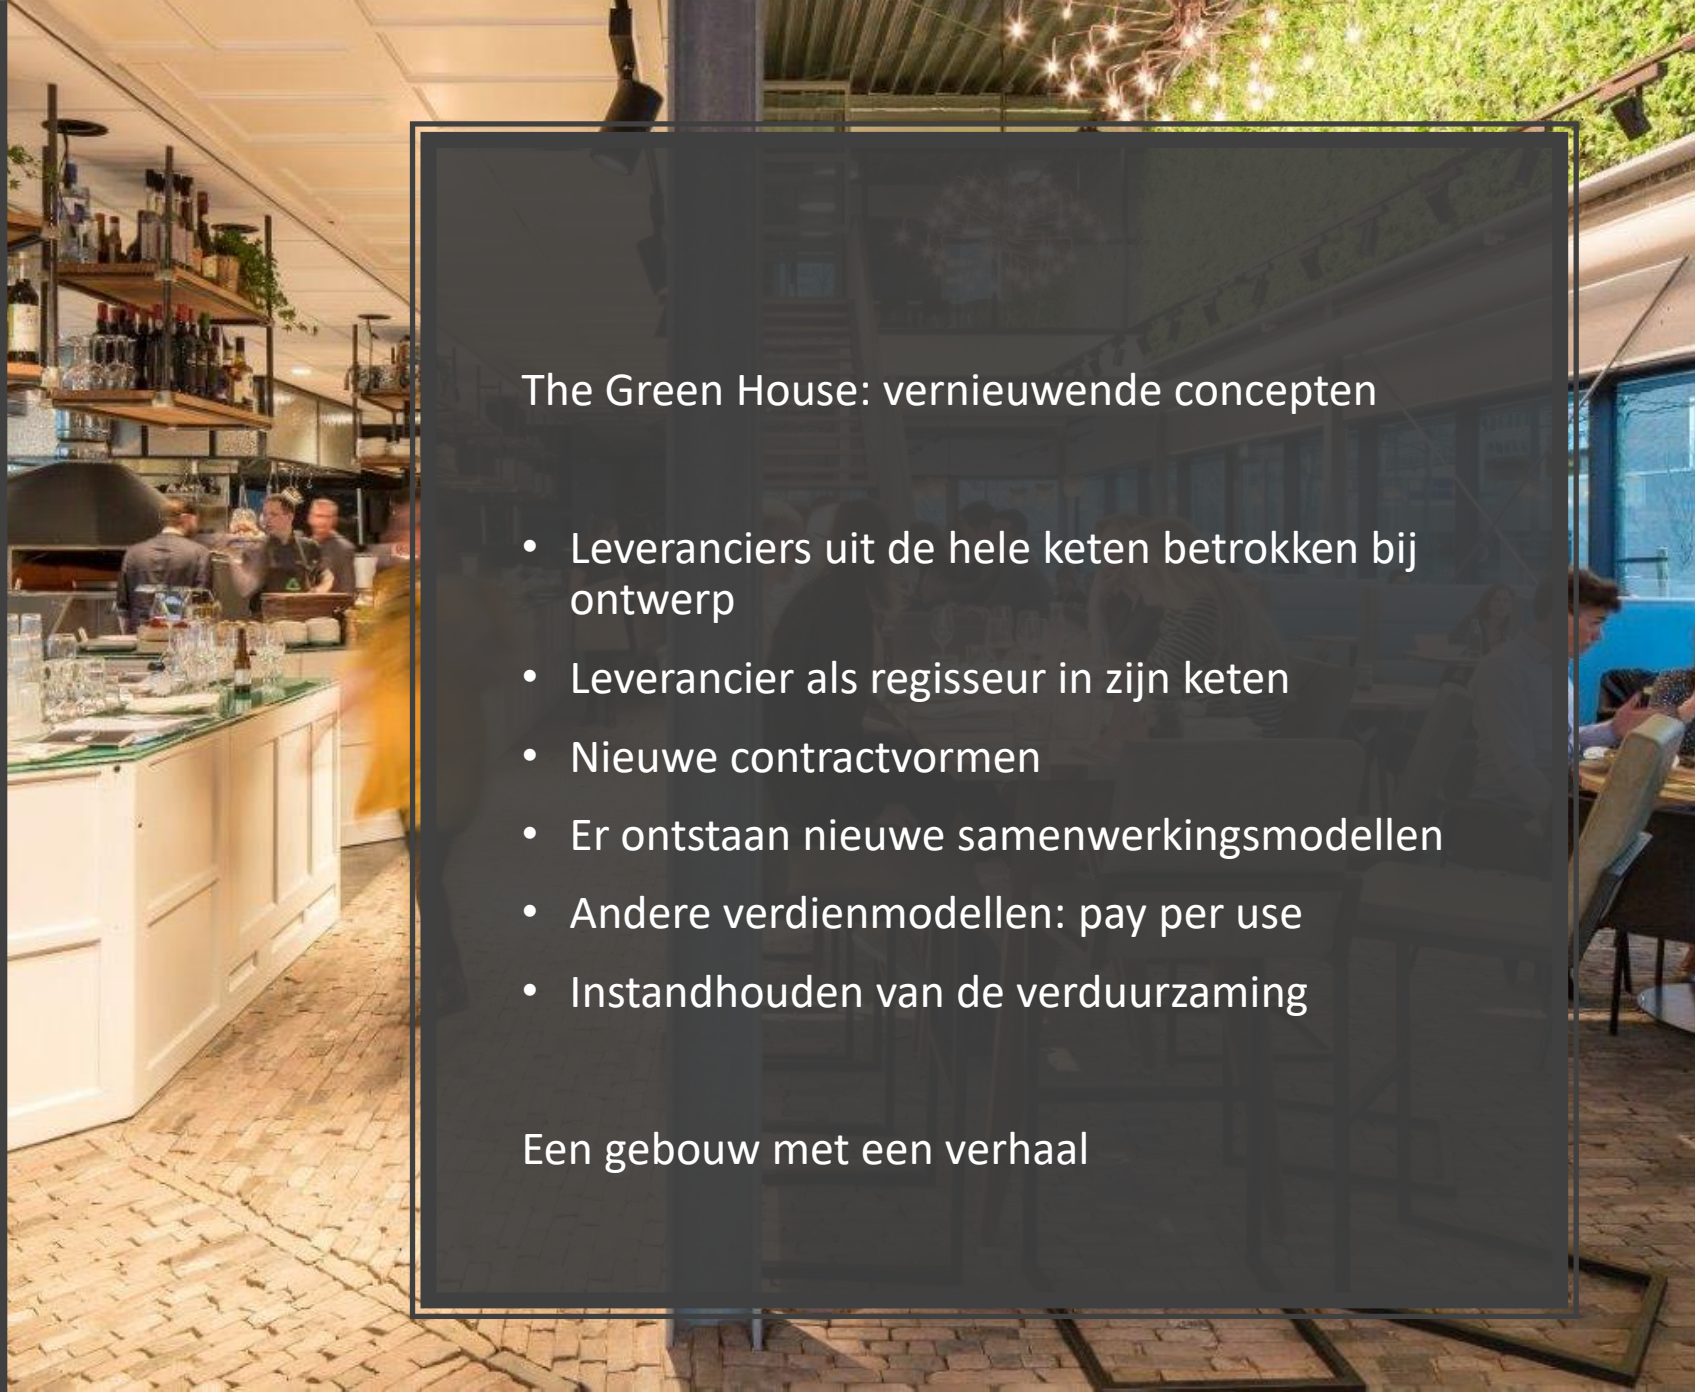 The Green House: vernieuwende concepten
• Leveranciers uit de hele keten betrokken bij
ontwerp
• Leverancier als regisseur in zijn keten
• Nieuwe contractvormen
• Er ontstaan nieuwe samenwerkingsmodellen
• Andere verdienmodellen: pay per use
• Instandhouden van de verduurzaming
Een gebouw met een verhaal